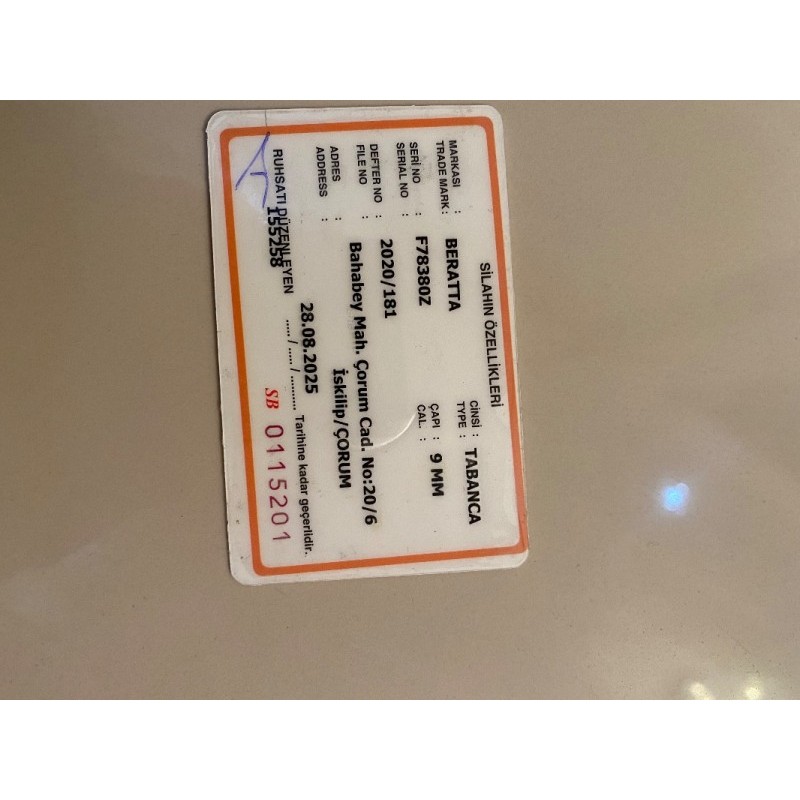 SİLAHIN ÖZELLİKLERİ
MARKASI : CİNSİ :
TRADE MARK : BERATTA TYPE : TABANCA
SERİ NO : ÇAPI :
SERIAL NO : F78380Z CAL. : 9 MM
DEFTER NO :
FILE NO 2020/181
ADRES : Bahabey Mah. Çorum Cad. No:20/6
ADDRESS : İskilip/ÇORUM
28.08.2025
RUHSATI DÜZENLEYEN ..... / ..... / .......... Tarihine kadar geçerlidir.
155258 SB 0115201